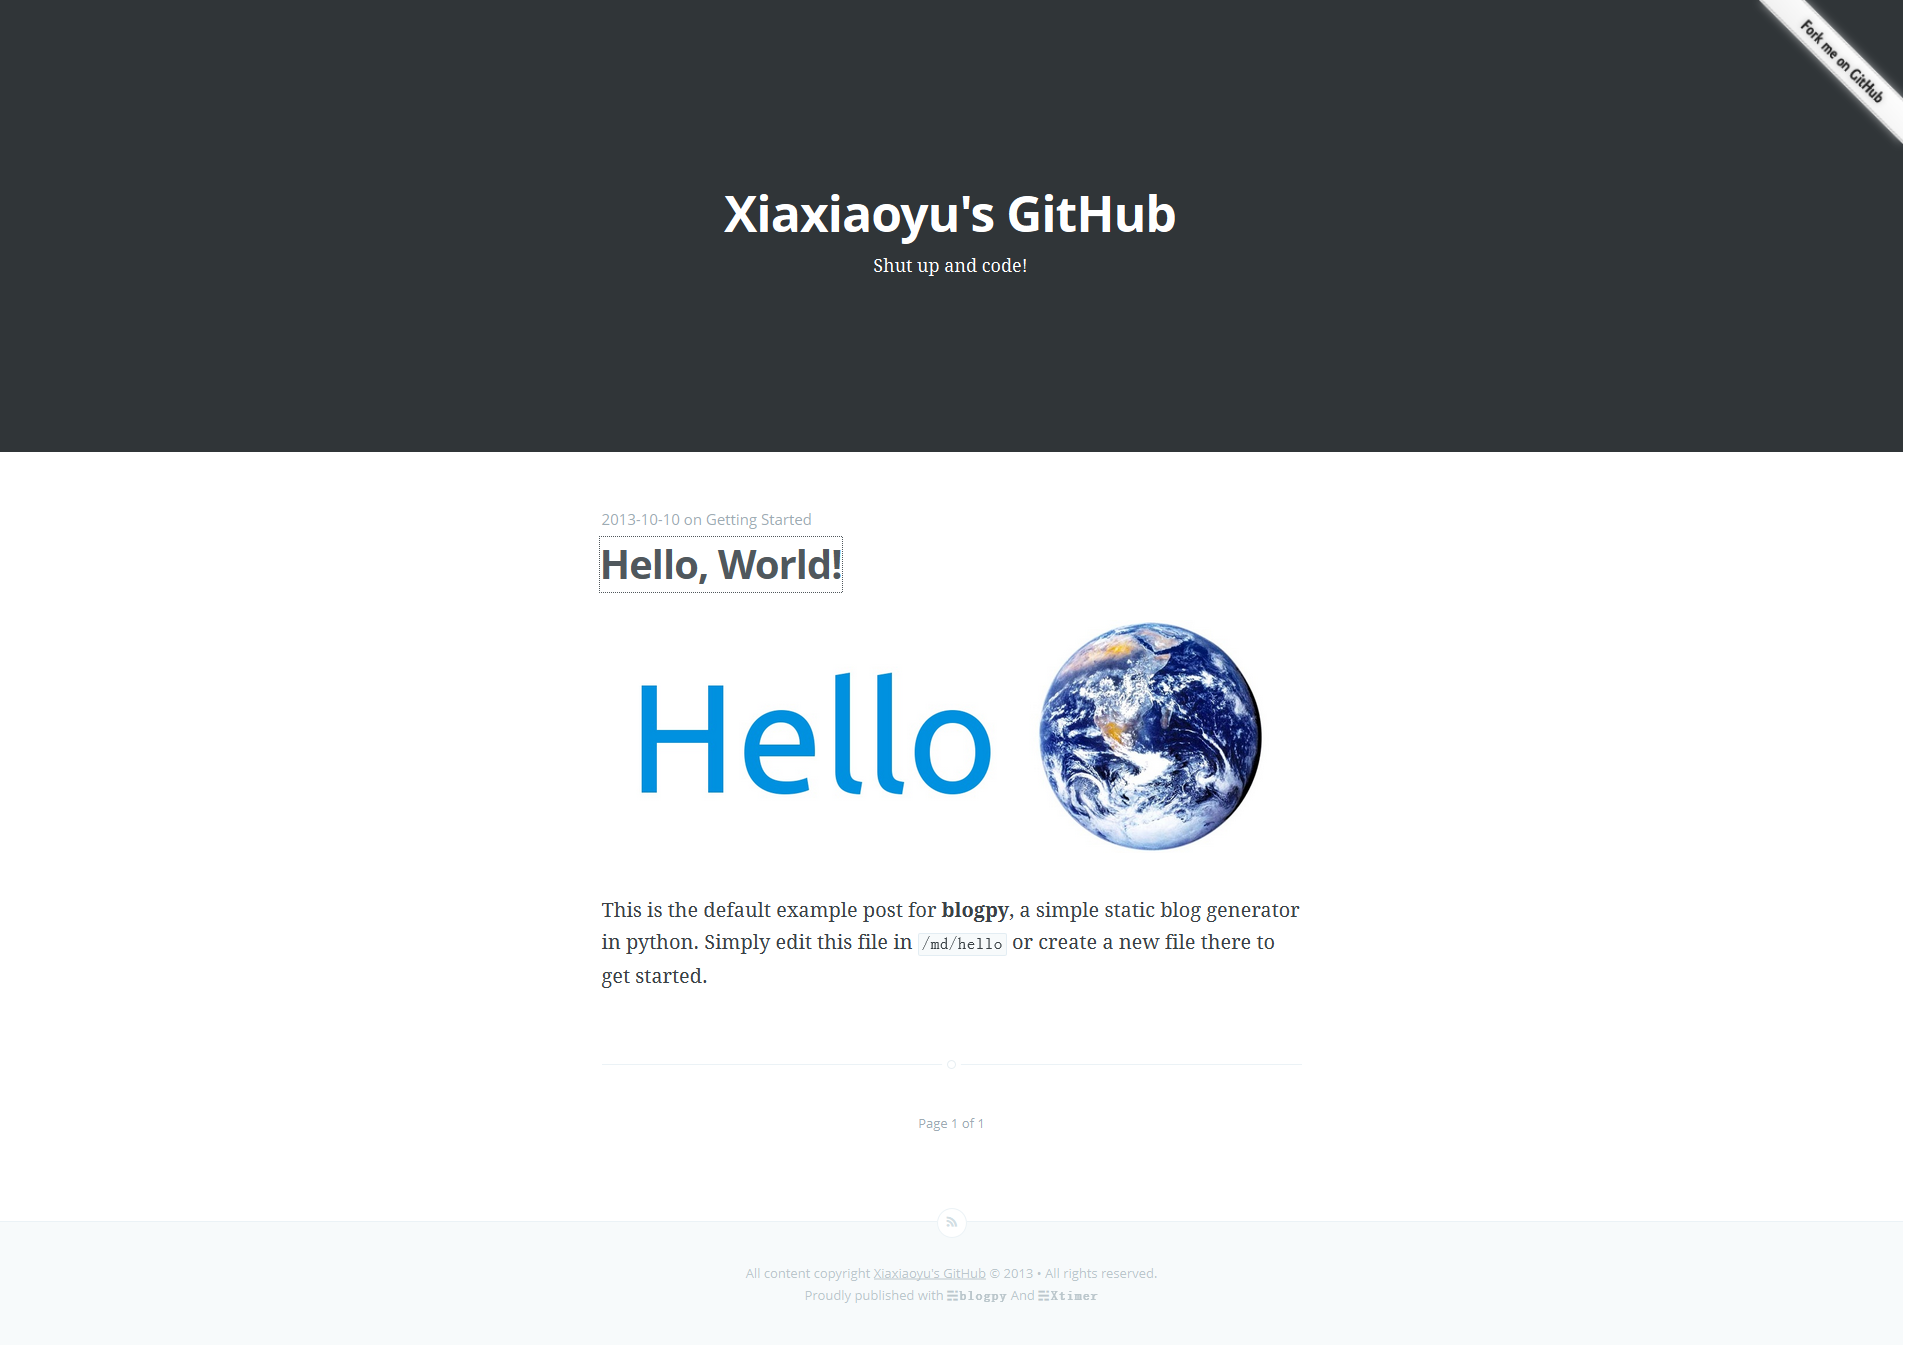 Fork me on GitHub
Xiaxiaoyu's GitHub
Shut up and code!
2013-10-10 on Getting Started
Hello, World!
Hello
This is the default example post for blogpy, a simple static blog generator
in python. Simply edit this file in /md/hello or create a new file there to
get started.
Page 1 of 1
All content copyright Xiaxiaoyu's GitHub © 2013 • All rights reserved.
Proudly published with blogpy And Xtimer